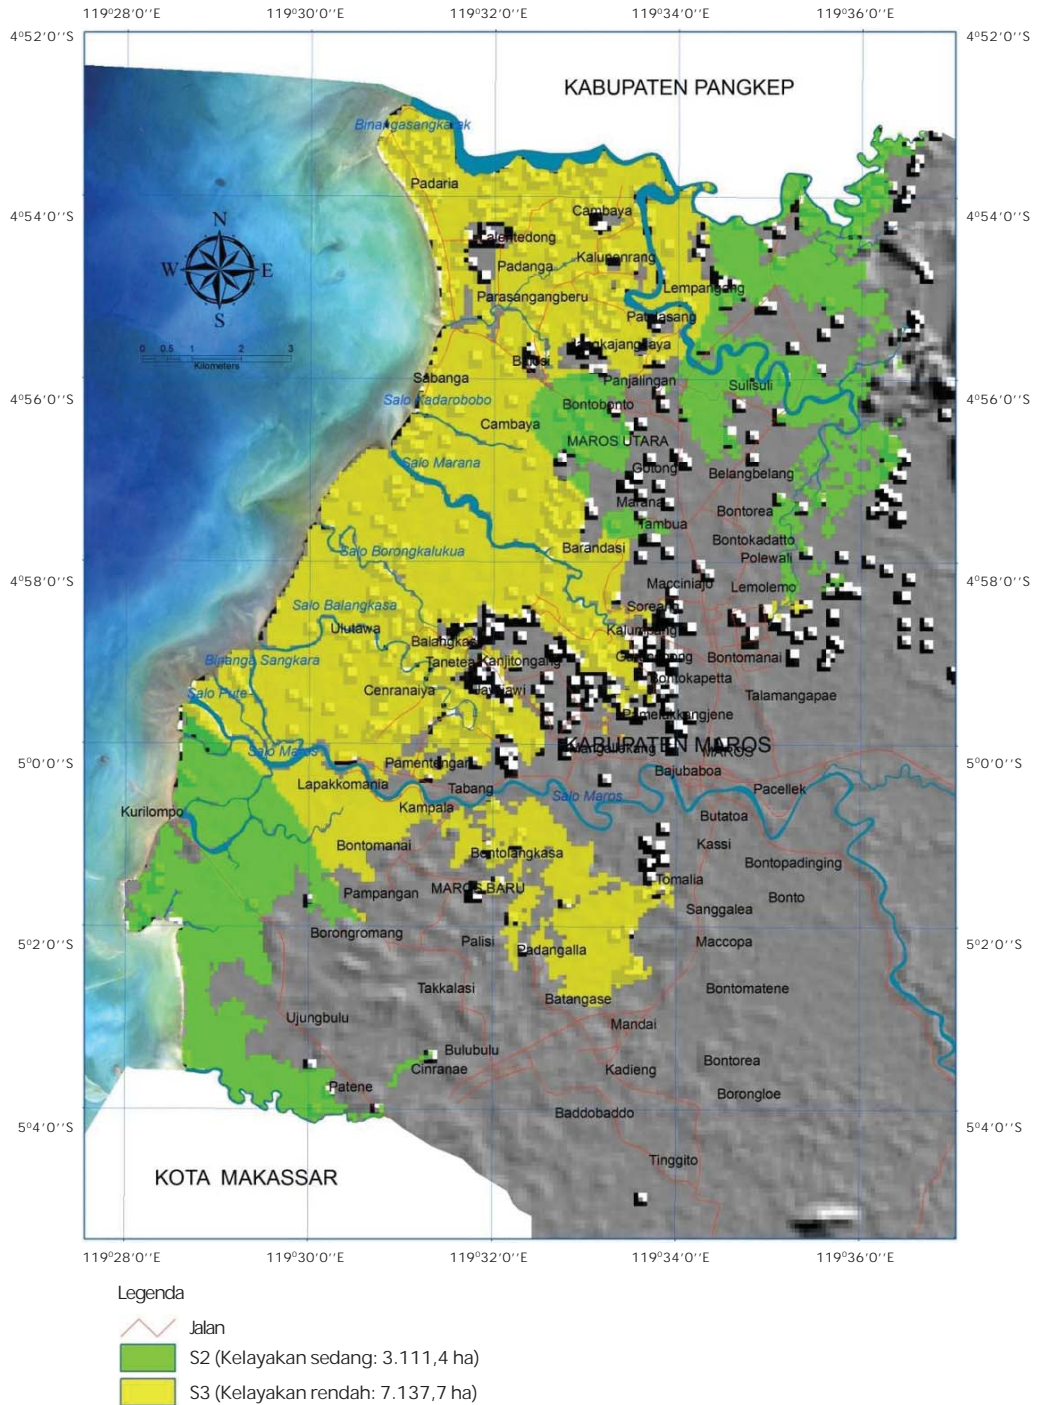 119°28'0''E 119°30'0''E 119°32'0''E 119°34'0''E 119°36'0''E
4°52'0''S 4°52'0''S
KABUPATEN PANGKEP
Binangasangkarak
Padaria
4°54'0''S 4°54'0''S
Cambaya
N
W E
S
Kalunenrang
Padanga
Lempangang
Parasangangberu
0 0.5 1 2 3
Kilometers
Panjalingan
Sabanga
Sulisuli
4°56'0''S 4°56'0''S
Salo Kadarobobo
Bontobonto
Cambaya
MAROS UTARA
Salo Marana
Gotong
Belangbelang
Marana
Bontorea
Tambua
Bontokadatto
Salo Borongkalukua
Barandasi
Polewali
4°58'0''S 4°58'0''S
Macciniajo
Lemolemo
Salo Balangkasa
Soreang
Ulutawa
Kalumpang
Balangkasa
Binanga Sangkara
Tanetea
Kanjitongang
Bontomanai
Salo Pute
Cenranaiya
Bontokapetta
Talamangapae
Pamelakkangjene
KABUPATEN MAROS
MAROS
Salo Maros
5°0'0''S 5°0'0''S
Pamentengan
Bajubaboa
Lapakkomania
Tabang
Salo Maros
Pacellek
Kurilompo
Kampala
Butatoa
Bontomanai
Kassi
Bontolangkasa
Bontopadinging
Pampangan
MAROS BARU
Tomalia
Bonto
Sanggalea
Borongromang
5°2'0''S 5°2'0''S
Palisi
Padangalla
Maccopa
Takkalasi
Batangase
Bontomatene
Ujungbulu
Mandai
Bulubulu
Cinranae
Kadieng
Bontorea
Patene
Borongloe
Baddobaddo
5°4'0''S 5°4'0''S
Tinggito
KOTA MAKASSAR
119°28'0''E 119°30'0''E 119°32'0''E 119°34'0''E 119°36'0''E
Legenda
Jalan
S2 (Kelayakan sedang: 3.111,4 ha)
S3 (Kelayakan rendah: 7.137,7 ha)